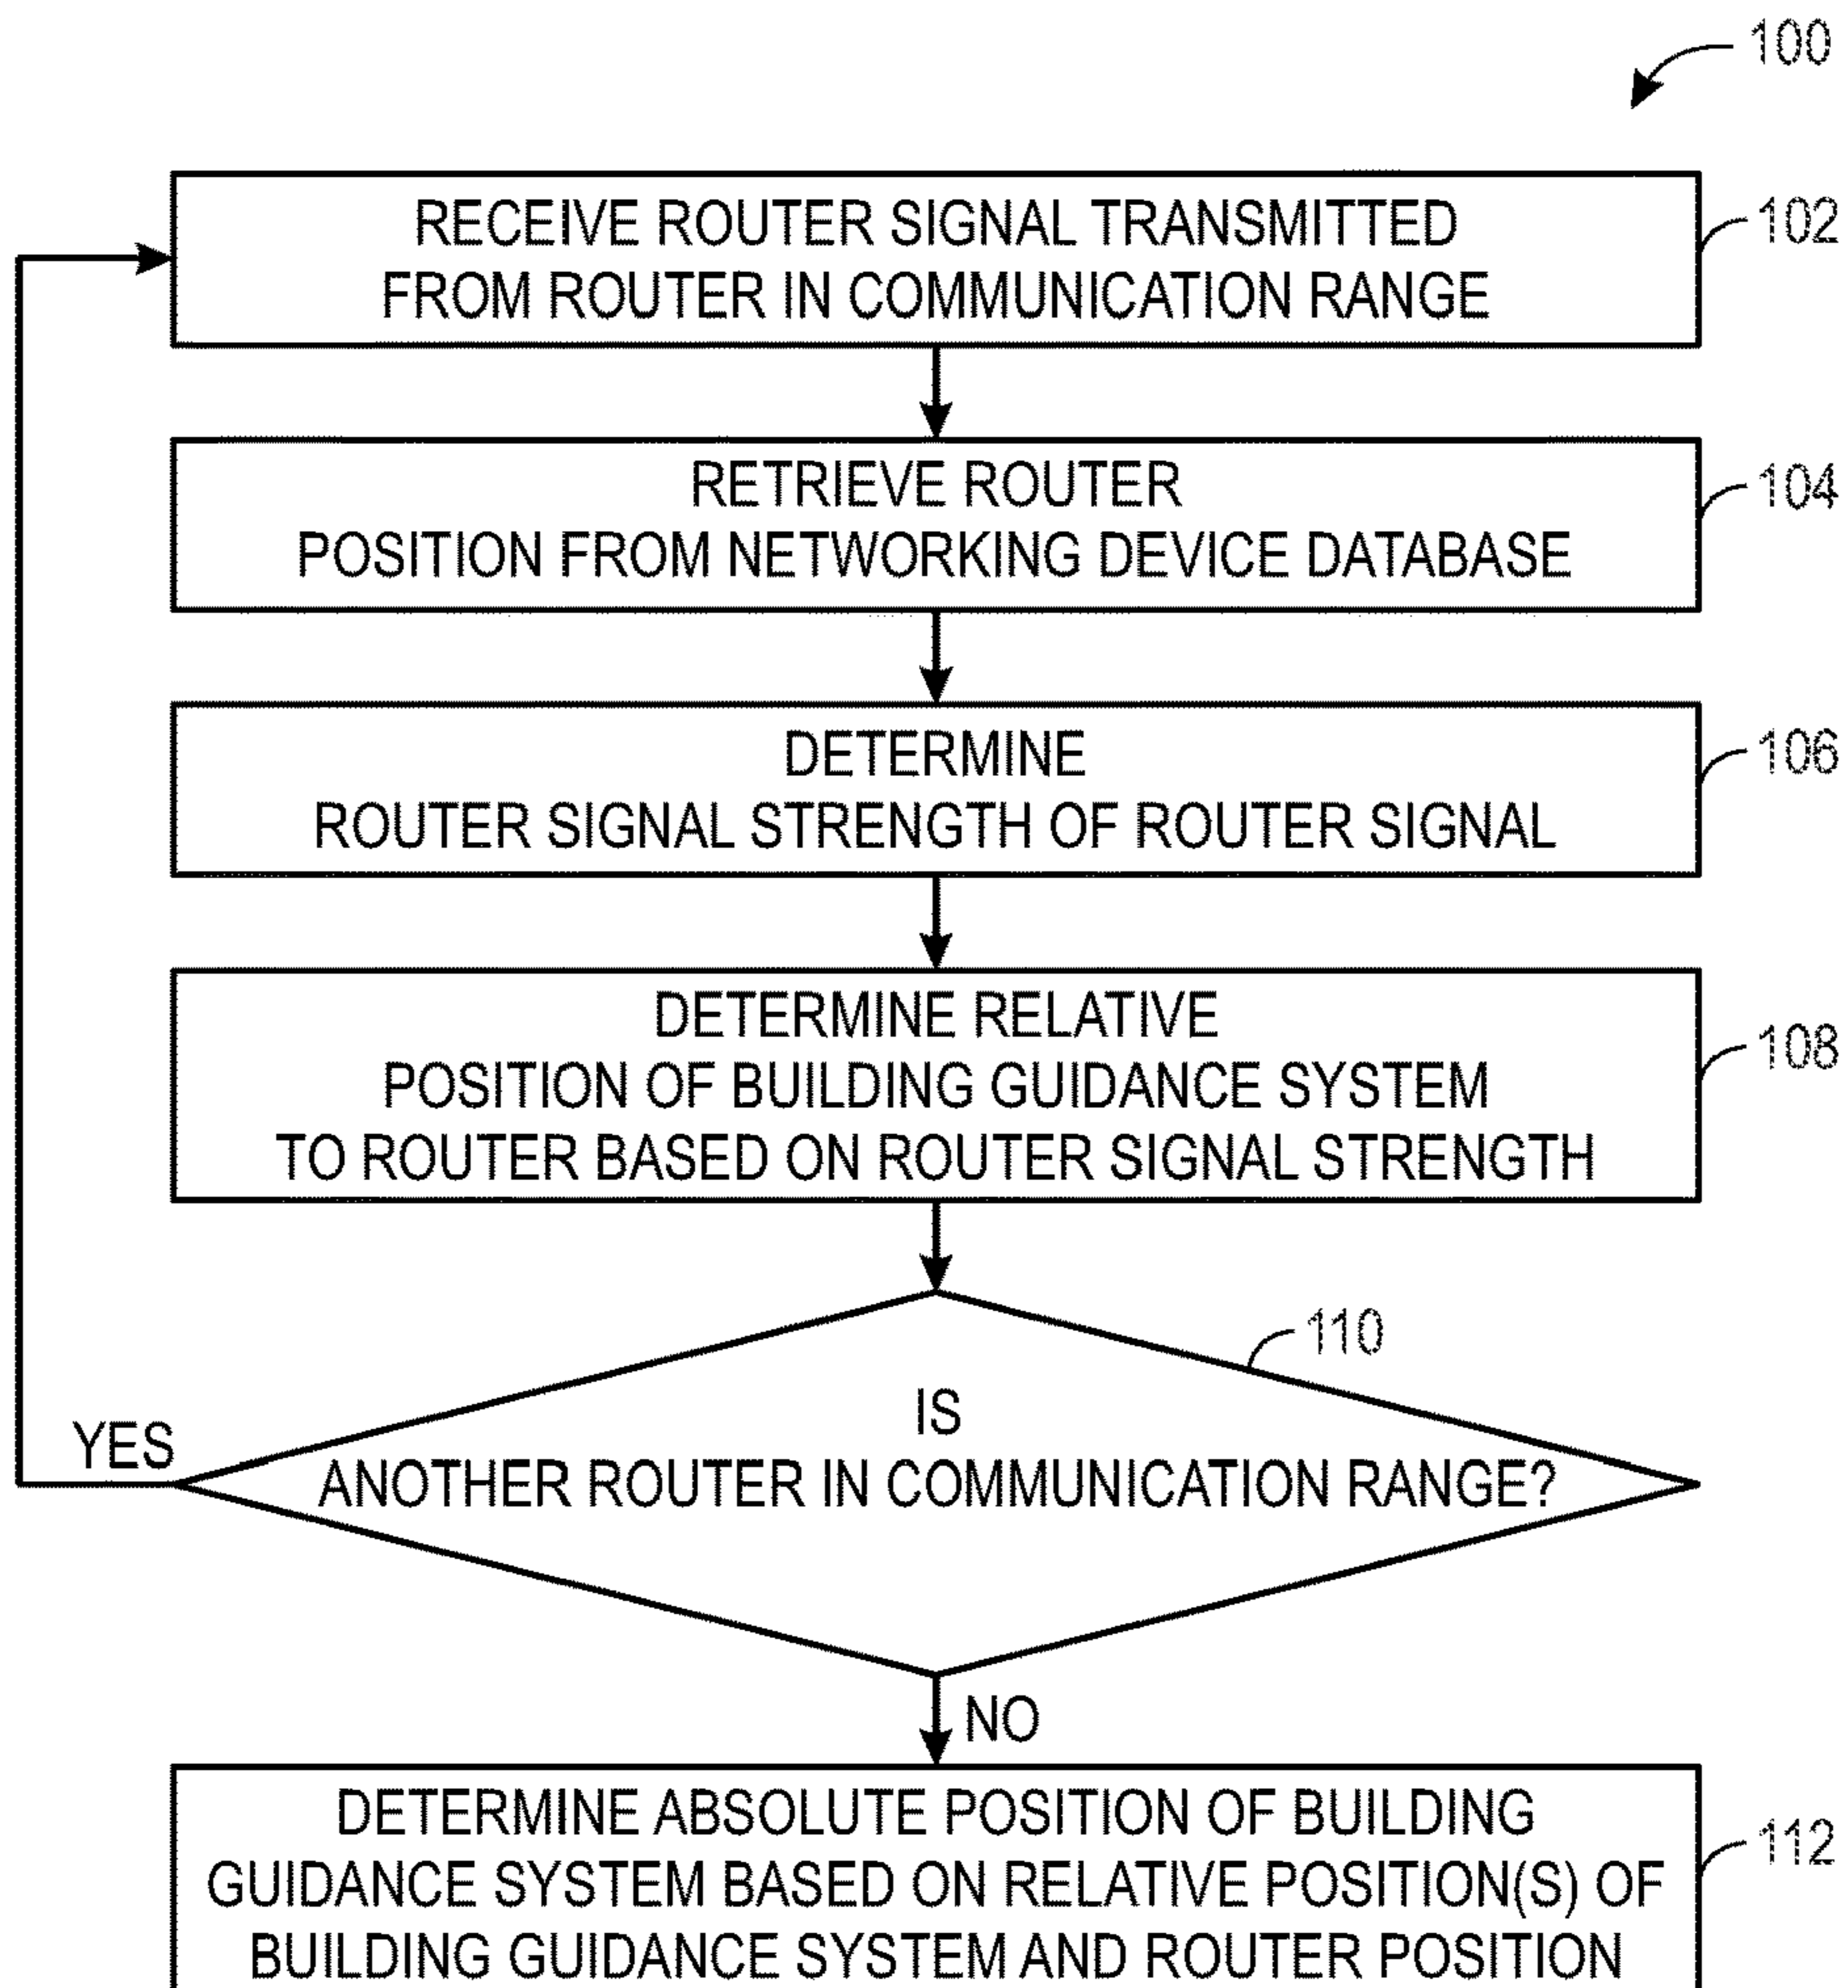 100
RECEIVE ROUTER SIGNAL TRANSMITTED
FROM ROUTER IN COMMUNICATION RANGE
102
RETRIEVE ROUTER
POSITION FROM NETWORKING DEVICE DATABASE
104
DETERMINE
ROUTER SIGNAL STRENGTH OF ROUTER SIGNAL
106
DETERMINE RELATIVE
POSITION OF BUILDING GUIDANCE SYSTEM
TO ROUTER BASED ON ROUTER SIGNAL STRENGTH
108
110
IS
ANOTHER ROUTER IN COMMUNICATION RANGE?
YES
NO
DETERMINE ABSOLUTE POSITION OF BUILDING
GUIDANCE SYSTEM BASED ON RELATIVE POSITION(S) OF
BUILDING GUIDANCE SYSTEM AND ROUTER POSITION
112